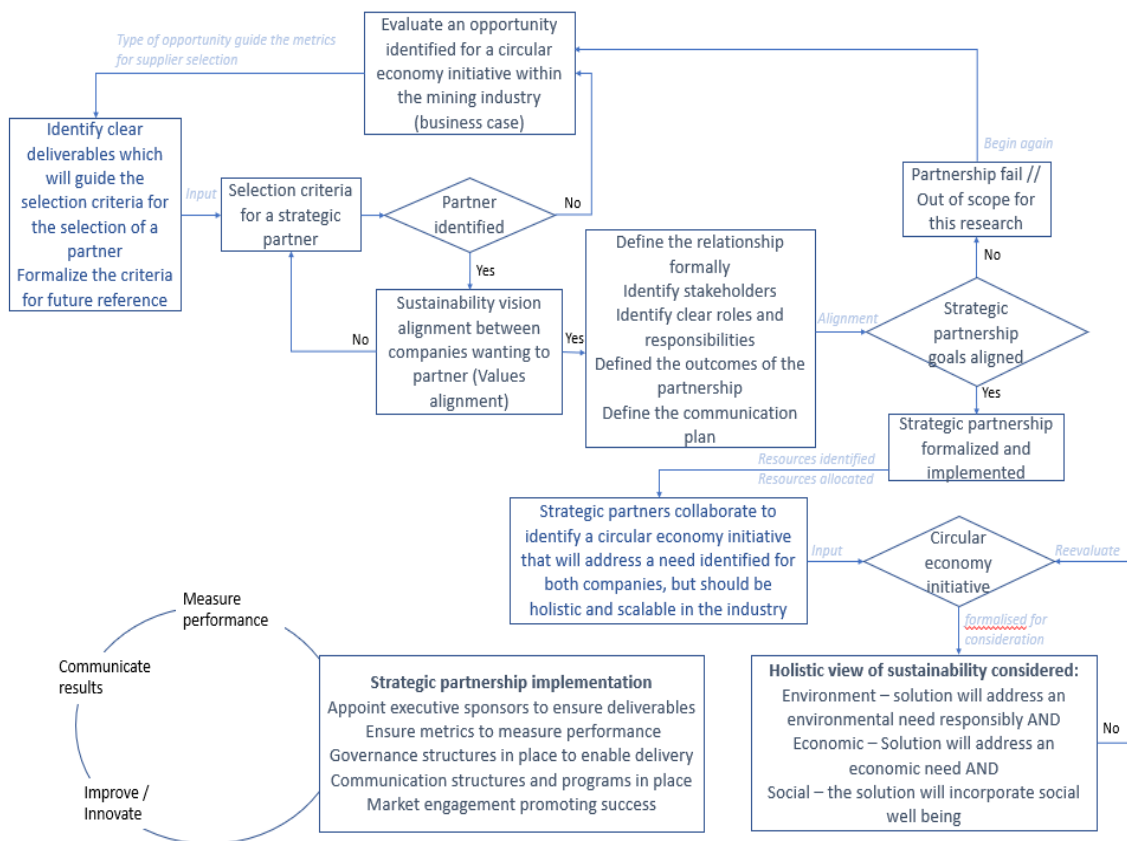 Type of opportunity guide the metrics
for supplier selection
Evaluate an opportunity
identified for a circular
economy initiative within
the mining industry
(business case)
Begin again
Identify clear
deliverables which
will guide the
selection criteria for
the selection of a
partner
Formalize the criteria
for future reference
Input
Selection criteria
for a strategic
partner
Partner
identified
No
Yes
Partnership fail //
Out of scope for
this research
No
Sustainability vision
alignment between
companies wanting to
partner (Values
alignment)
No
Yes
Define the relationship
formally
Identify stakeholders
Identify clear roles and
responsibilities
Defined the outcomes of the
partnership
Define the communication
plan
Alignment
Strategic
partnership
goals aligned
Yes
Strategic partnership
formalized and
implemented
Resources identified
Resources allocated
Strategic partners collaborate to
identify a circular economy initiative
that will address a need identified for
both companies, but should be
holistic and scalable in the industry
Input
Circular
economy
initiative
Reevaluate
formalised for
consideration
Holistic view of sustainability considered:
Environment – solution will address an
environmental need responsibly AND
Economic – Solution will address an
economic need AND
Social – the solution will incorporate social
well being
No
Measure
performance
Communicate
results
Improve /
Innovate
Strategic partnership implementation
Appoint executive sponsors to ensure deliverables
Ensure metrics to measure performance
Governance structures in place to enable delivery
Communication structures and programs in place
Market engagement promoting success